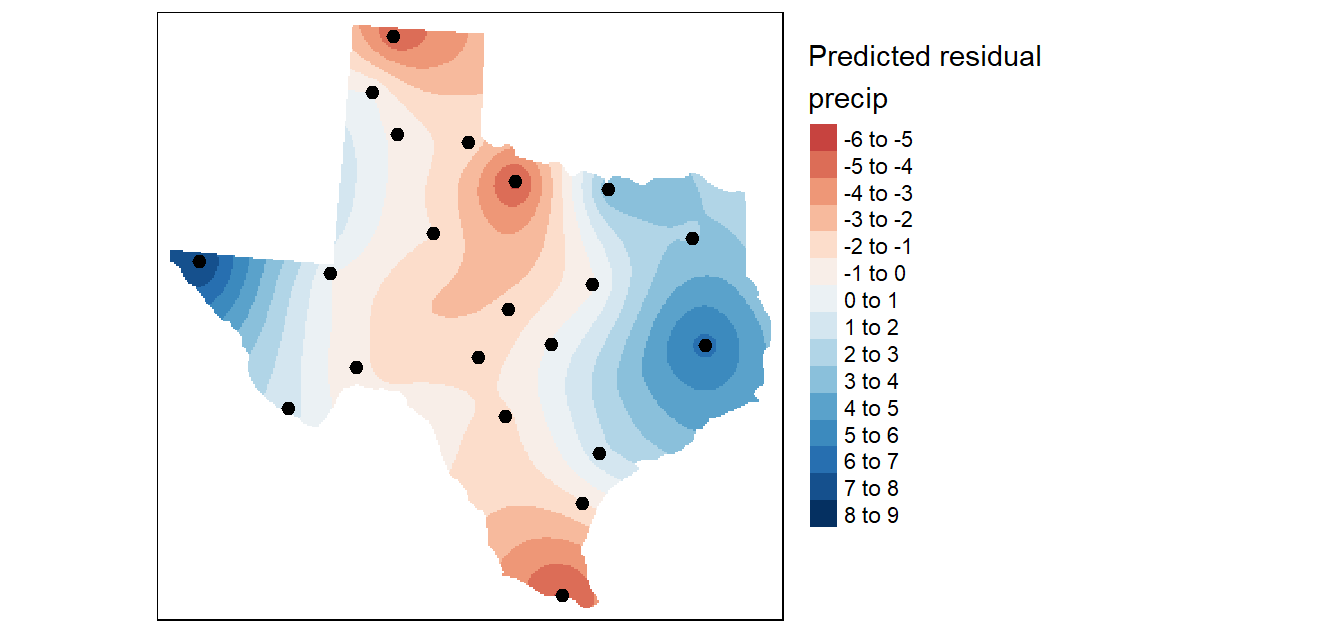 Predicted residual
precip
-6 to -5
-5 to -4
-4 to -3
-3 to -2
-2 to -1
-1 to 0
0 to 1
1 to 2
2 to 3
3 to 4
4 to 5
5 to 6
6 to 7
7 to 8
8 to 9